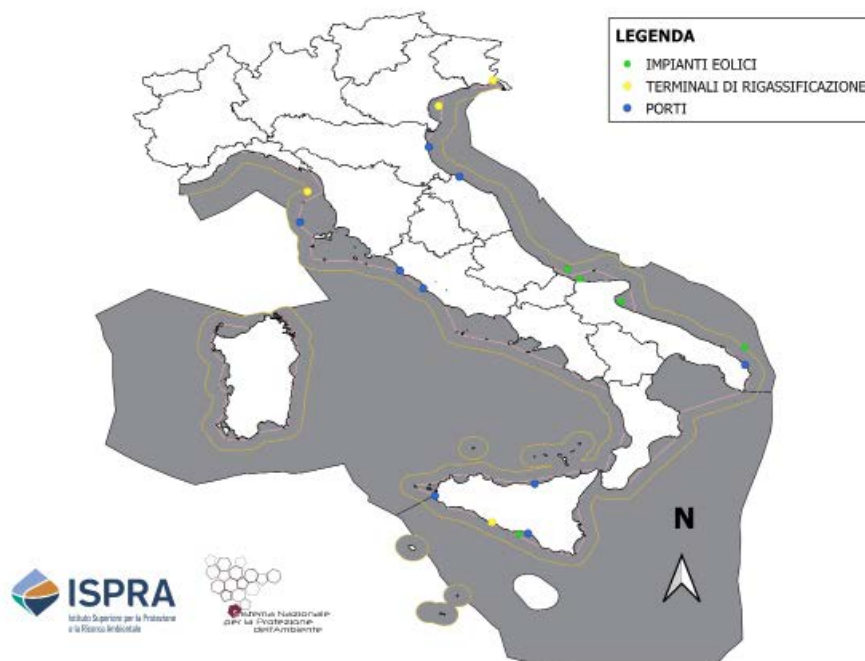 LEGENDA
IMPIANTI EOLICI
TERMINALI DI RIGASSIFICAZIONE
PORTI
N
ISPRA
Istituto Superiore per la Protezione
e la Ricerca Ambientale
Sistema Nazionale
per la Protezione
dell'Ambiente